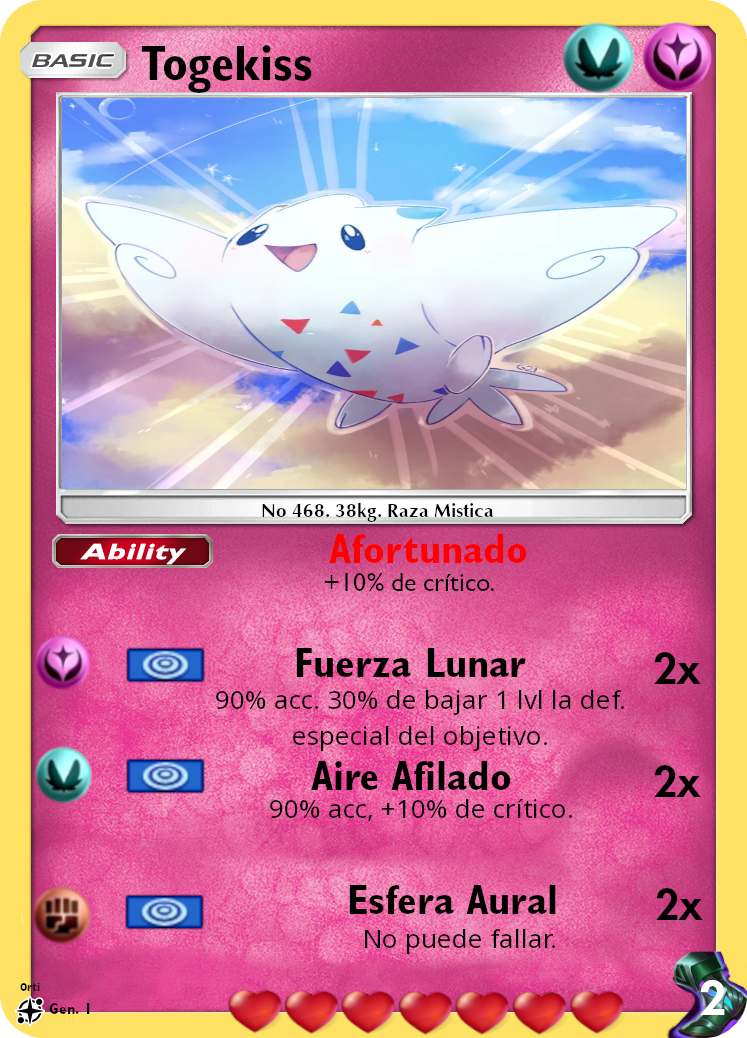 BASIC Togekiss
No 468. 38kg. Raza Mistica
Ability Afortunado
+10% de crítico.
Fuerza Lunar 2x
90% acc. 30% de bajar 1 lvl la def.
especial del objetivo.
Aire Afilado 2x
90% acc, +10% de crítico.
Esfera Aural 2x
No puede fallar.
Orti
Gen. 1
2